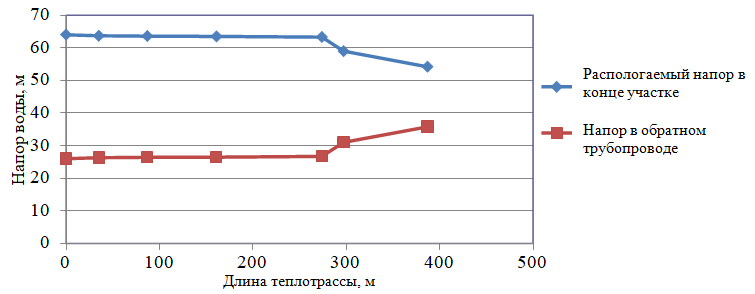 70
60
50
40
30
20
10
0
Напор воды, м
0 100 200 300 400 500
Длина теплотрассы, м
Распологаемый напор в
конце участке
Напор в обратном
трубопроводе